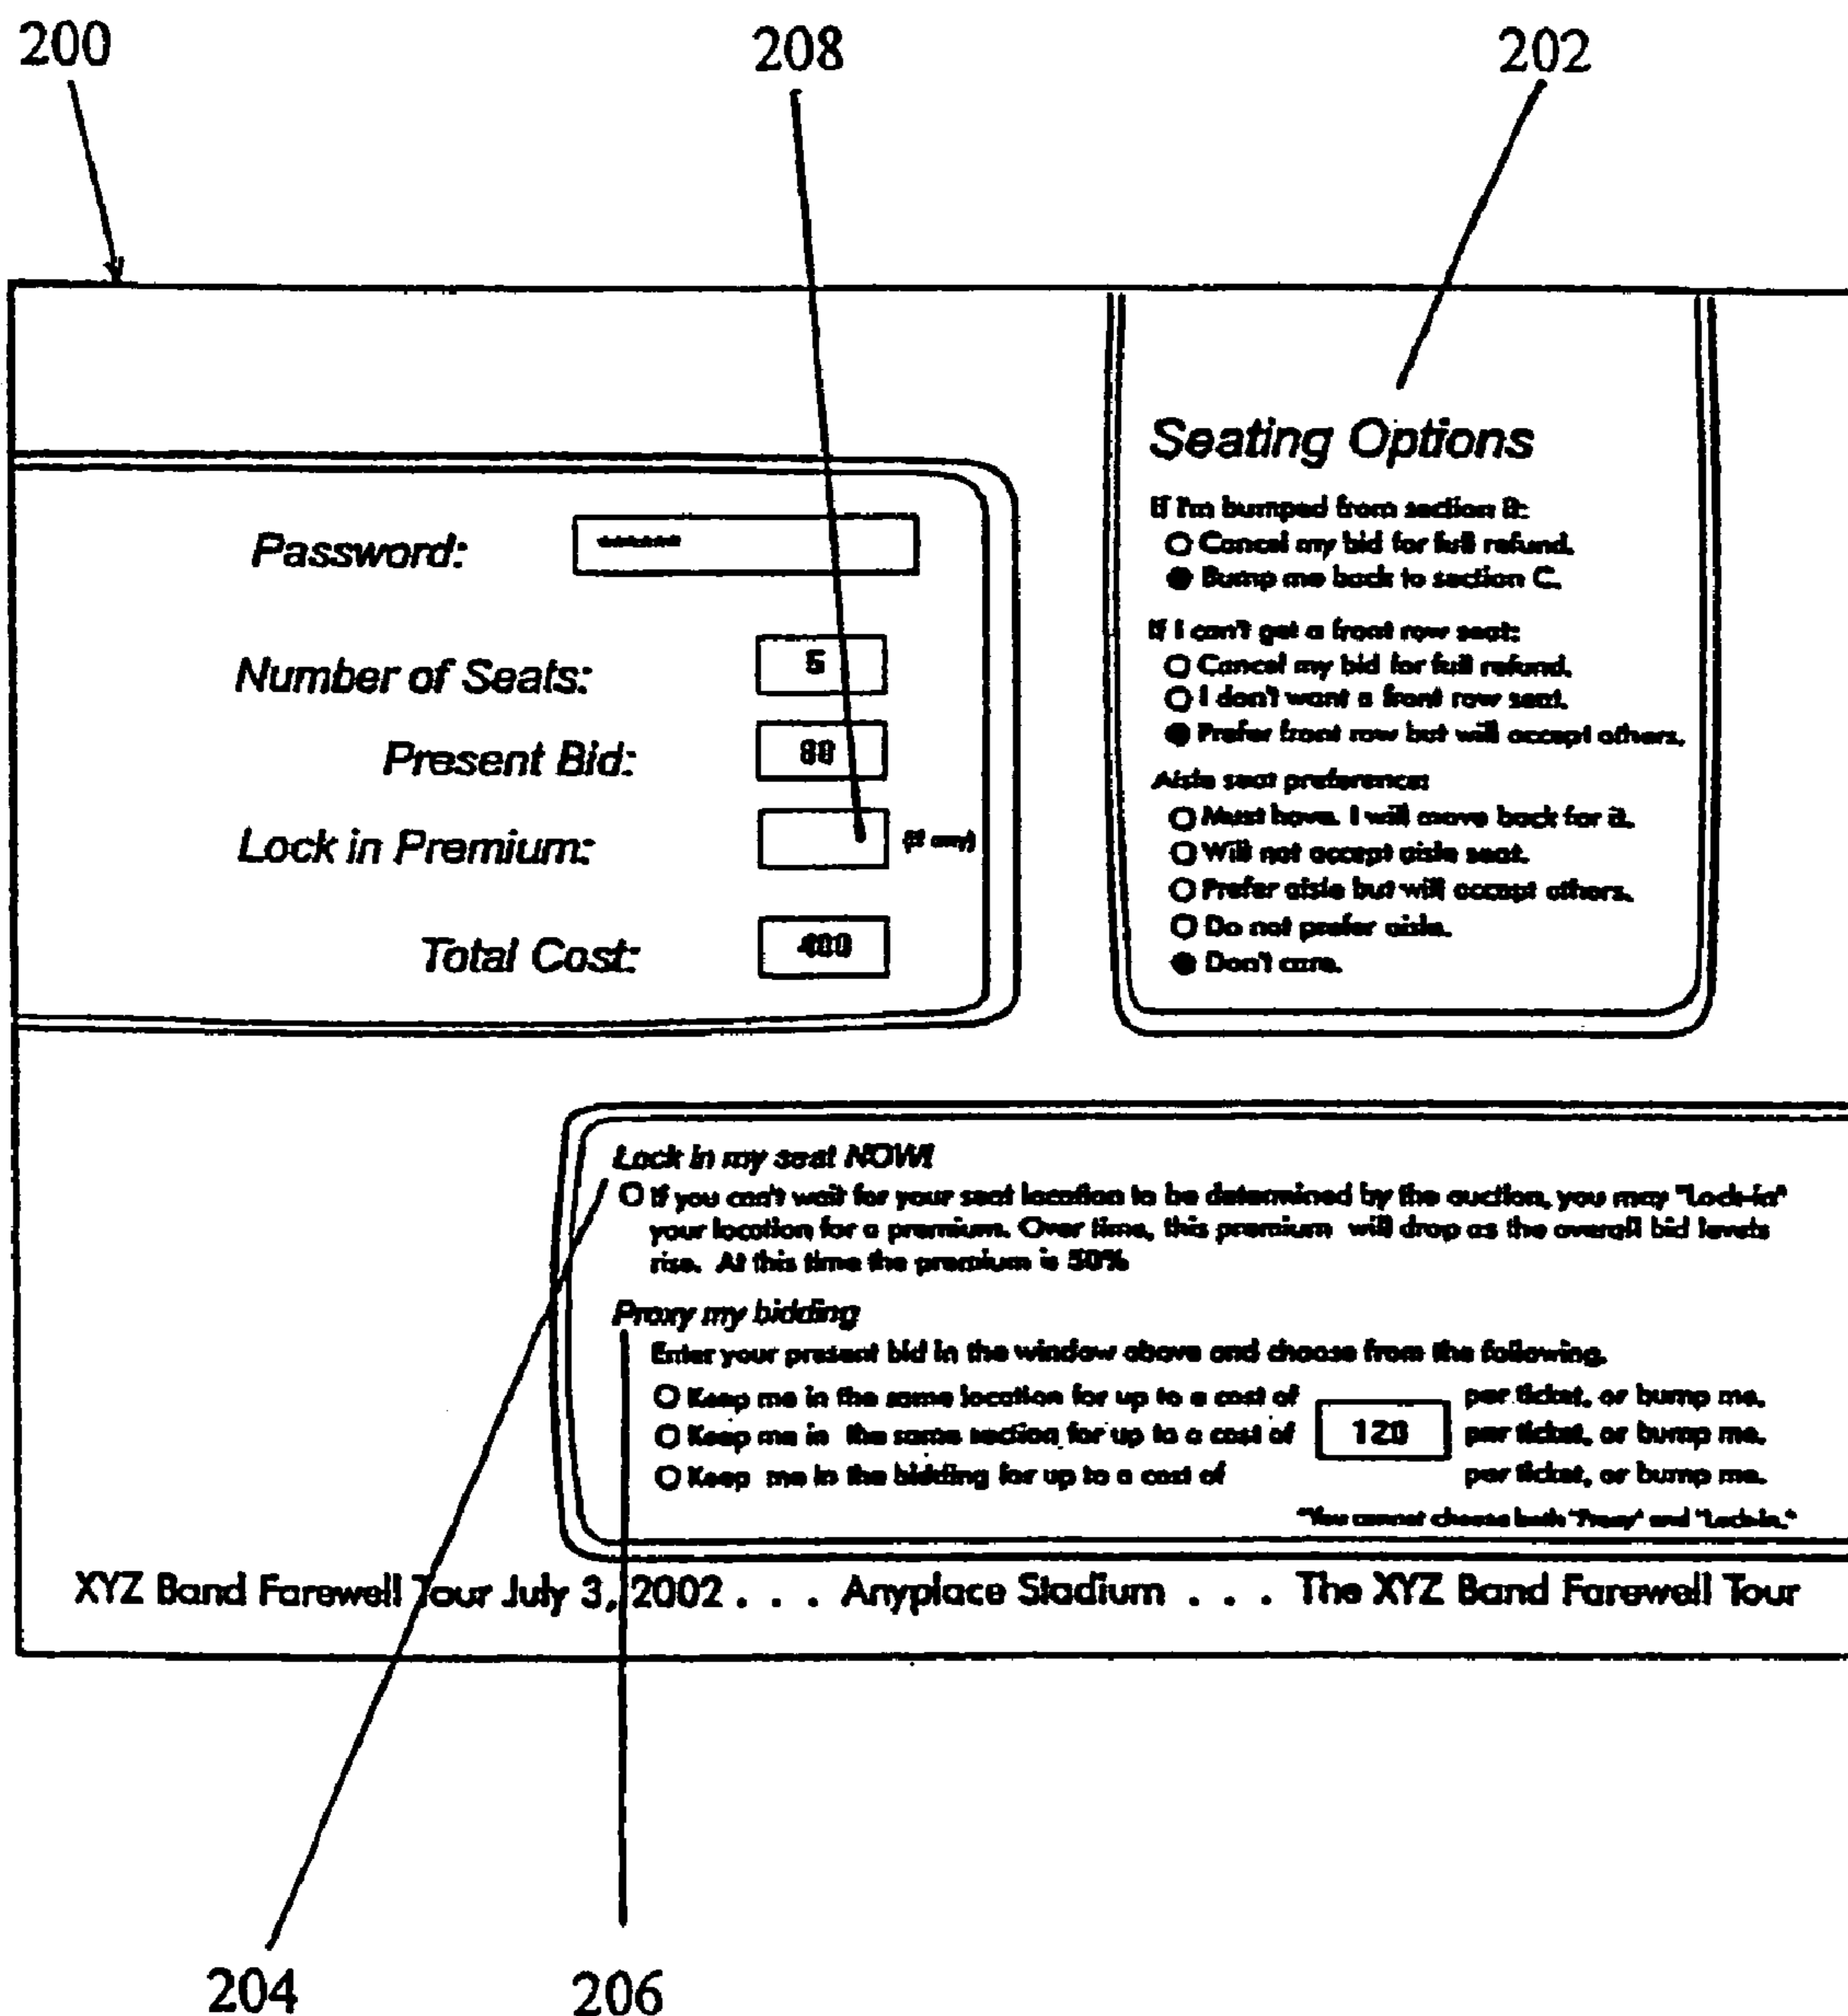 200
208
202
Password:
Number of Seats: 5
Present Bid: 80
Lock in Premium: (if any)
Total Cost: 400
Seating Options
If I'm bumped from section B:
Cancel my bid for full refund.
Bump me back to section C.
If I can't get a front row seat:
Cancel my bid for full refund.
I don't want a front row seat.
Prefer front row but will accept others.
Aisle seat preference:
Must have. I will move back for it.
Will not accept aisle seat.
Prefer aisle but will accept others.
Do not prefer aisle.
Don't care.
Lock in my seat NOW!
If you can't wait for your seat location to be determined by the auction, you may "Lock-in"
your location for a premium. Over time, this premium will drop as the overall bid levels
rise. At this time the premium is 50%
Proxy my bidding
Enter your present bid in the window above and choose from the following.
Keep me in the same location for up to a cost of per ticket, or bump me.
Keep me in the same section for up to a cost of 120 per ticket, or bump me.
Keep me in the bidding for up to a cost of per ticket, or bump me.
"You cannot choose both "Proxy" and "Lock-in."
XYZ Band Farewell Tour July 3, 2002 . . . Anyplace Stadium . . . The XYZ Band Farewell Tour
204
206